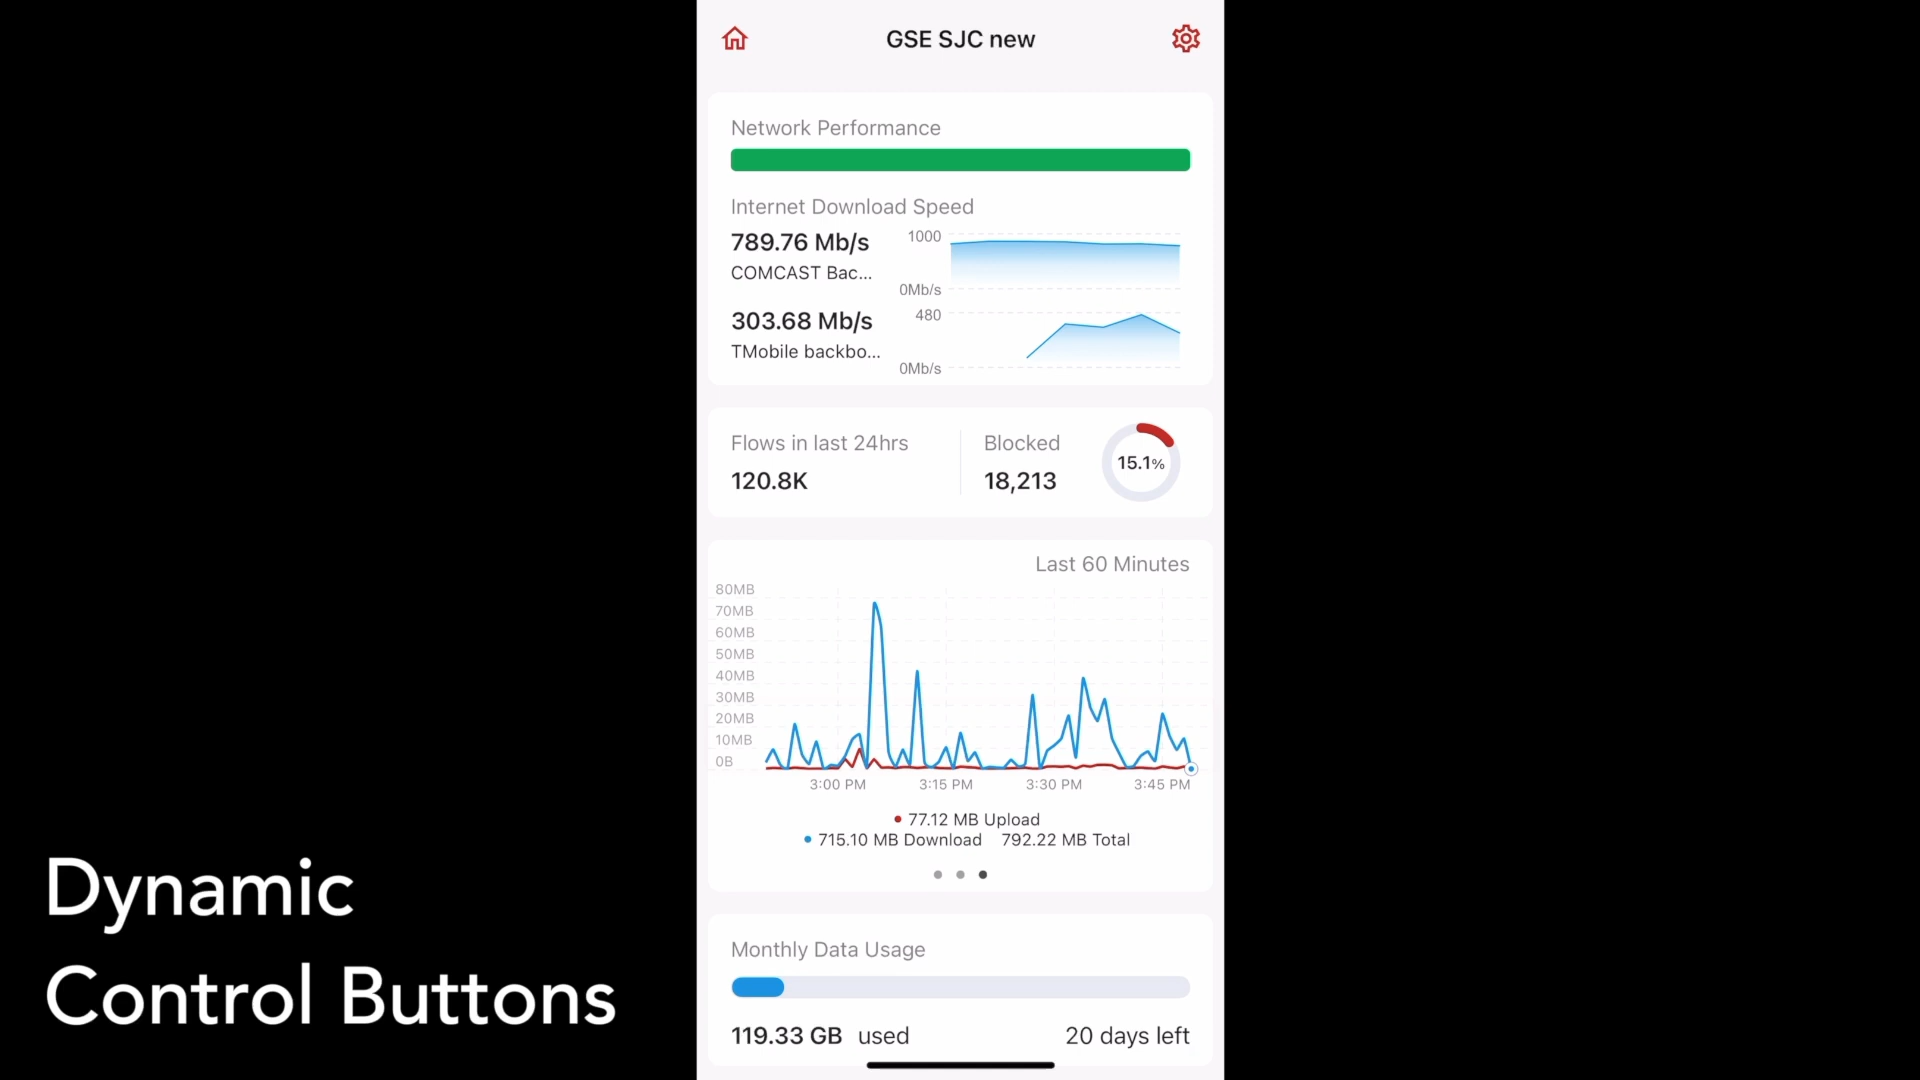 GSE SJC new
Network Performance
Internet Download Speed
789.76 Mb/s
COMCAST Bac...
1000
0Mb/s
303.68 Mb/s
TMobile backbo...
480
0Mb/s
Flows in last 24hrs
120.8K
Blocked
18,213
15.1%
Last 60 Minutes
80MB
70MB
60MB
50MB
40MB
30MB
20MB
10MB
0B
3:00 PM 3:15 PM 3:30 PM 3:45 PM
77.12 MB Upload
715.10 MB Download 792.22 MB Total
Monthly Data Usage
119.33 GB used 20 days left
Dynamic
Control Buttons